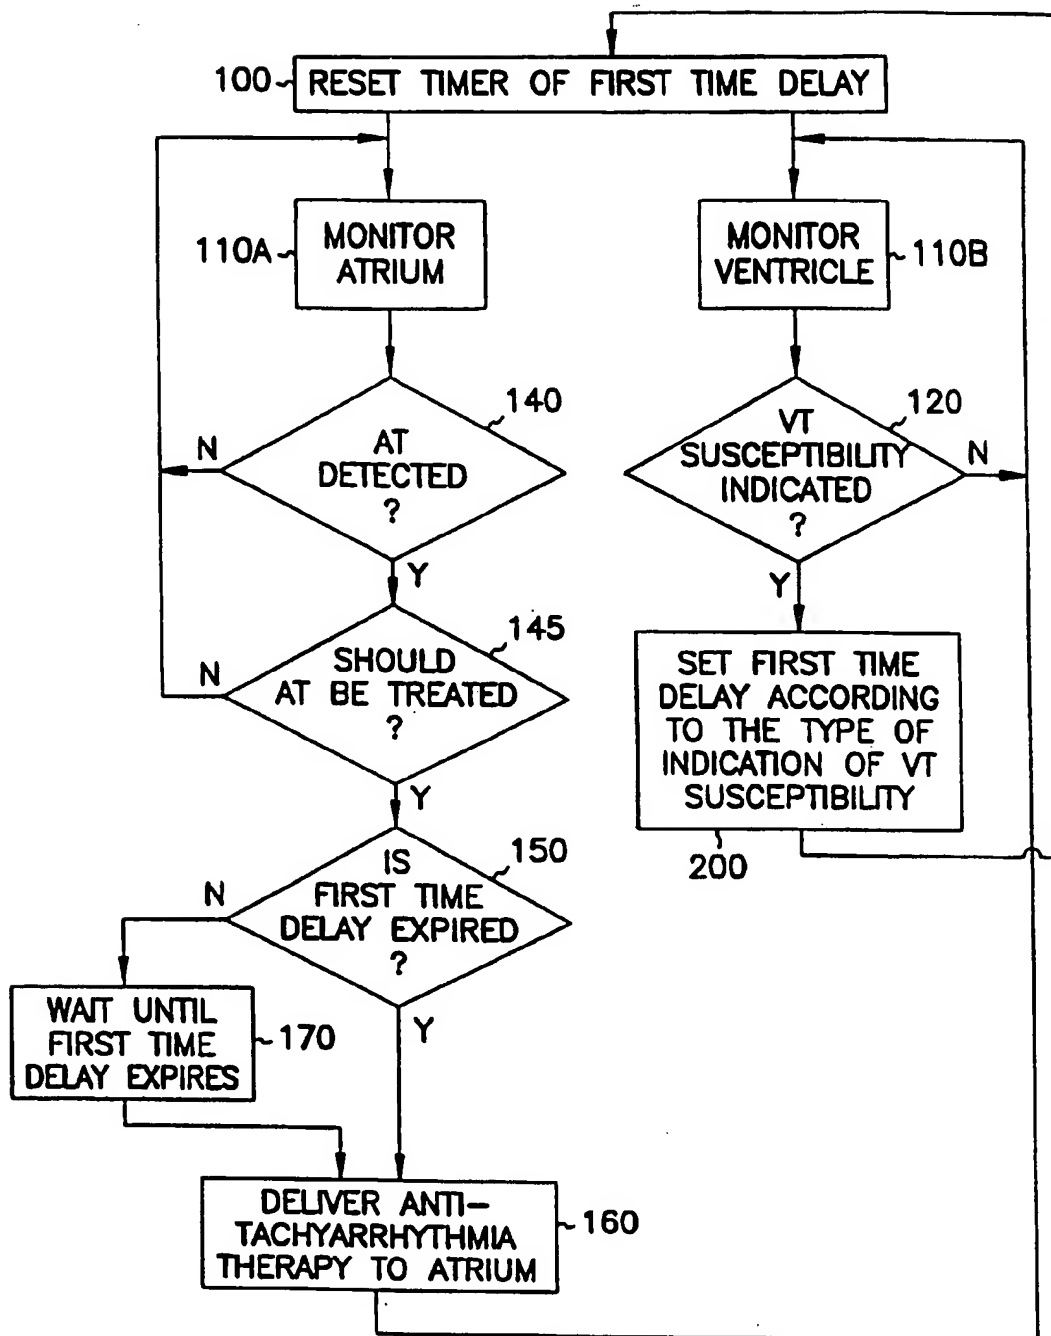 100
RESET TIMER OF FIRST TIME DELAY
110A
MONITOR
ATRIUM
MONITOR
VENTRICLE
110B
140
AT
DETECTED
?
N
Y
120
VT
SUSCEPTIBILITY
INDICATED
?
N
Y
145
SHOULD
AT BE TREATED
?
N
Y
SET FIRST TIME
DELAY ACCORDING
TO THE TYPE OF
INDICATION OF VT
SUSCEPTIBILITY
200
150
IS
FIRST TIME
DELAY EXPIRED
?
N
Y
WAIT UNTIL
FIRST TIME
DELAY EXPIRES
170
DELIVER ANTI-
TACHYARRHYTHMIA
THERAPY TO ATRIUM
160